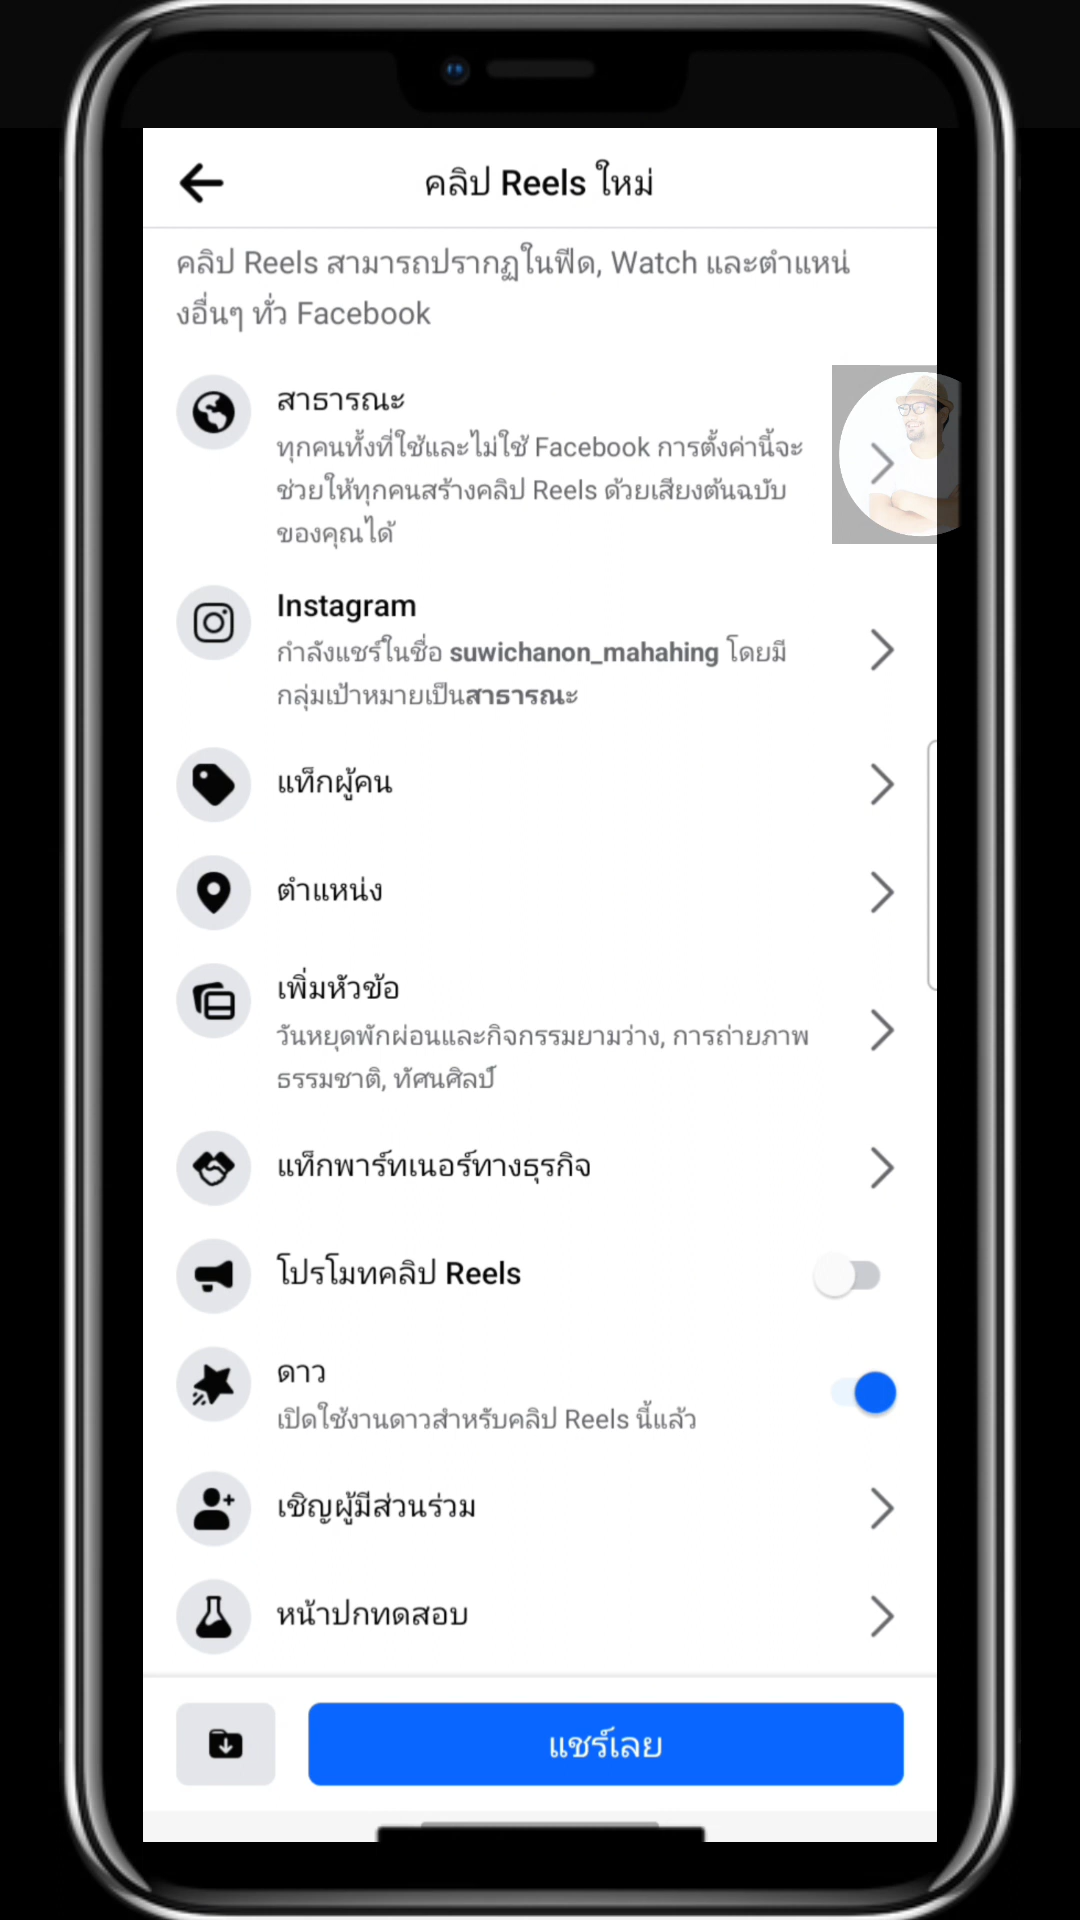 คลิป Reels ใหม่
คลิป Reels สามารถปรากฏในฟีด, Watch และตำแหน่
งอื่นๆ ทั่ว Facebook
สาธารณะ
ทุกคนทั้งที่ใช้และไม่ใช้ Facebook การตั้งค่านี้จะ
ช่วยให้ทุกคนสร้างคลิป Reels ด้วยเสียงต้นฉบับ
ของคุณได้
Instagram
กำลังแชร์ในชื่อ suwichanon_mahahing โดยมี
กลุ่มเป้าหมายเป็นสาธารณะ
แท็กผู้คน
ตำแหน่ง
เพิ่มหัวข้อ
วันหยุดพักผ่อนและกิจกรรมยามว่าง, การถ่ายภาพ
ธรรมชาติ, ทัศนศิลป์
แท็กพาร์ทเนอร์ทางธุรกิจ
โปรโมทคลิป Reels
ดาว
เปิดใช้งานดาวสำหรับคลิป Reels นี้แล้ว
เชิญผู้มีส่วนร่วม
หน้าปกทดสอบ
แชร์เลย